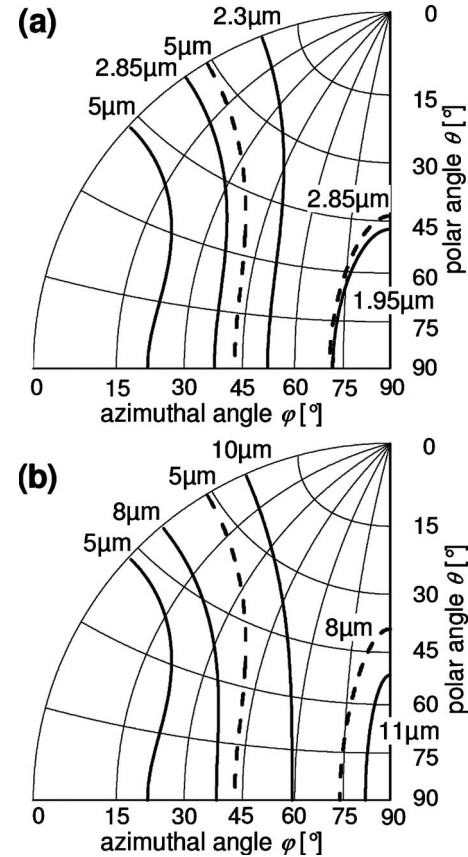 (a)
2.3µm
5µm
2.85µm
5µm
0
15
30
45
60
75
90
polar angle θ [°]
2.85µm
1.95µm
0 15 30 45 60 75 90
azimuthal angle φ [°]
(b)
10µm
5µm
8µm
5µm
0
15
30
45
60
75
90
polar angle θ [°]
8µm
11µm
0 15 30 45 60 75 90
azimuthal angle φ [°]